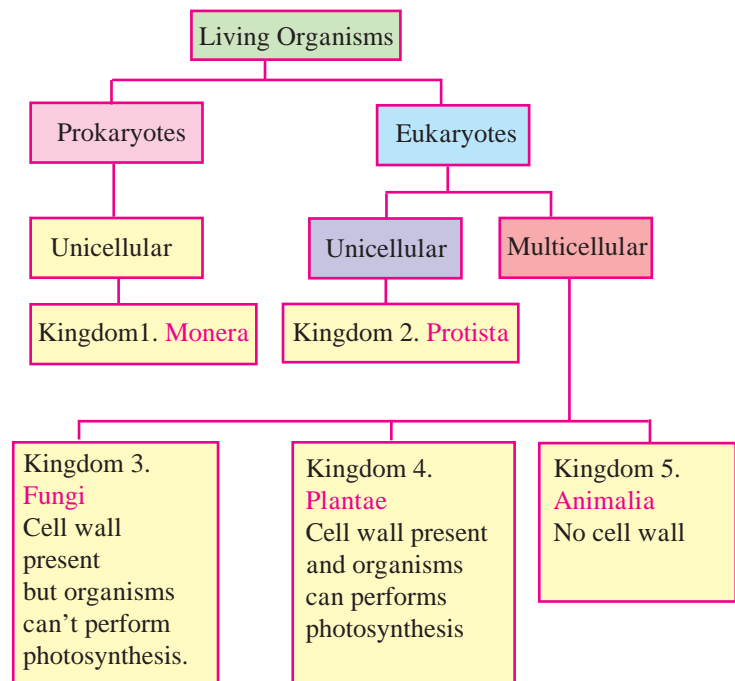 Living Organisms
Prokaryotes
Eukaryotes
Unicellular
Unicellular
Multicellular
Kingdom1. Monera
Kingdom 2. Protista
Kingdom 3.
Fungi
Cell wall
present
but organisms
can't perform
photosynthesis.
Kingdom 4.
Plantae
Cell wall present
and organisms
can performs
photosynthesis
Kingdom 5.
Animalia
No cell wall